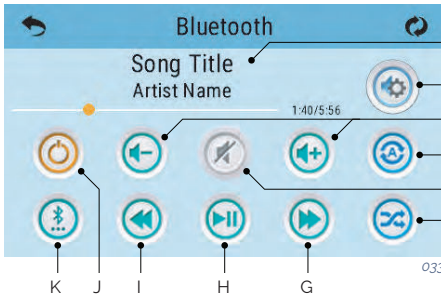 Bluetooth
Song Title
Artist Name
1:40/5:56
A
033
K J I H G